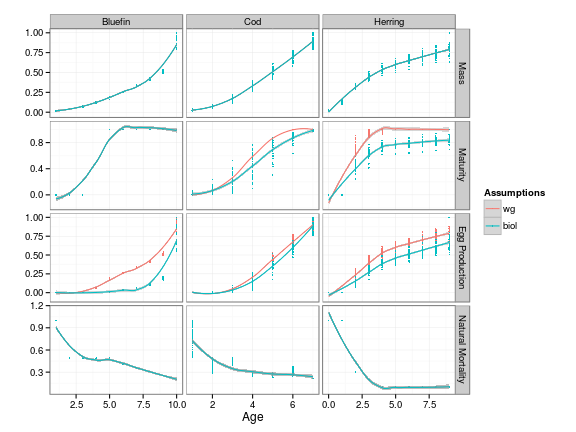 Bluefin Cod Herring
1.00
0.75
0.50
0.25
0.00
Mass
0.8
0.4
0.0
Maturity
1.00
0.75
0.50
0.25
0.00
Egg Production
1.2
0.9
0.6
0.3
Natural Mortality
2.5 5.0 7.5 10.0 2 4 6 0.0 2.5 5.0 7.5
Age
Assumptions
wg
biol